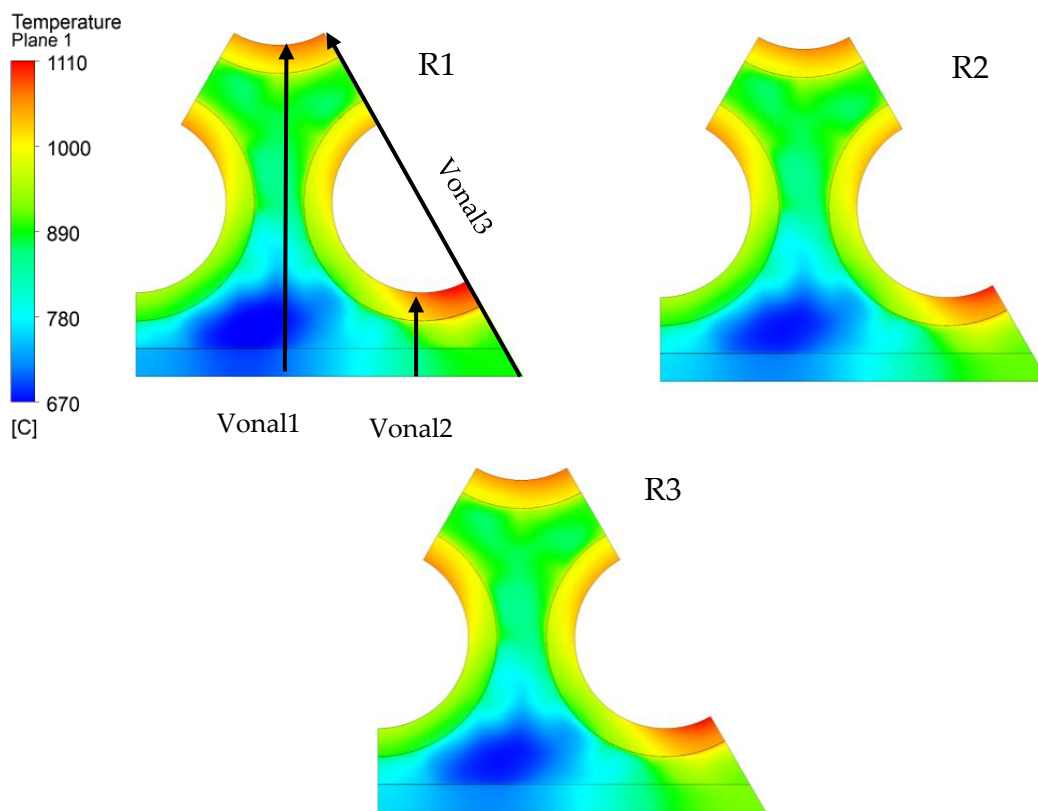 Temperature
Plane 1
1110
1000
890
780
670
[C]
R1
R2
Vonal3
Vonal1
Vonal2
R3